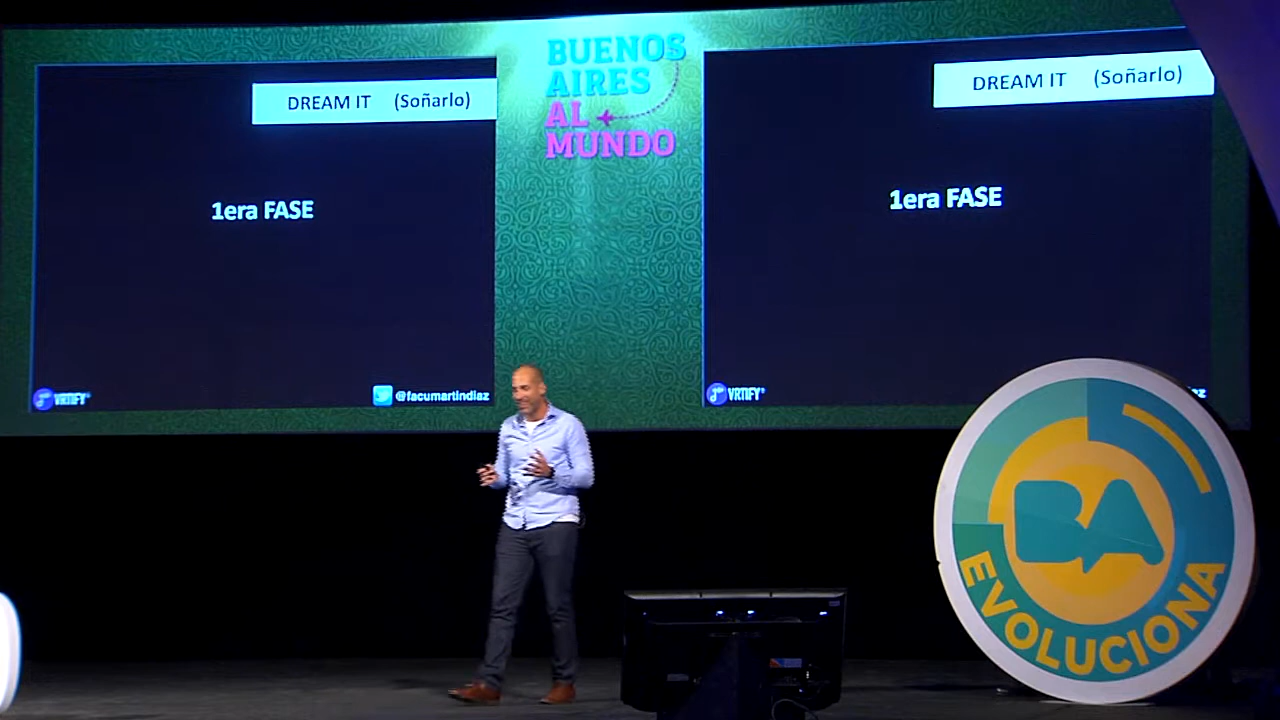 DREAM IT (Soñarlo)
1era FASE
VRTIFY
@facumartindiaz
BUENOS
AIRES
AL
MUNDO
DREAM IT (Soñarlo)
1era FASE
VRTIFY
az
BA
EVOLUCIONA